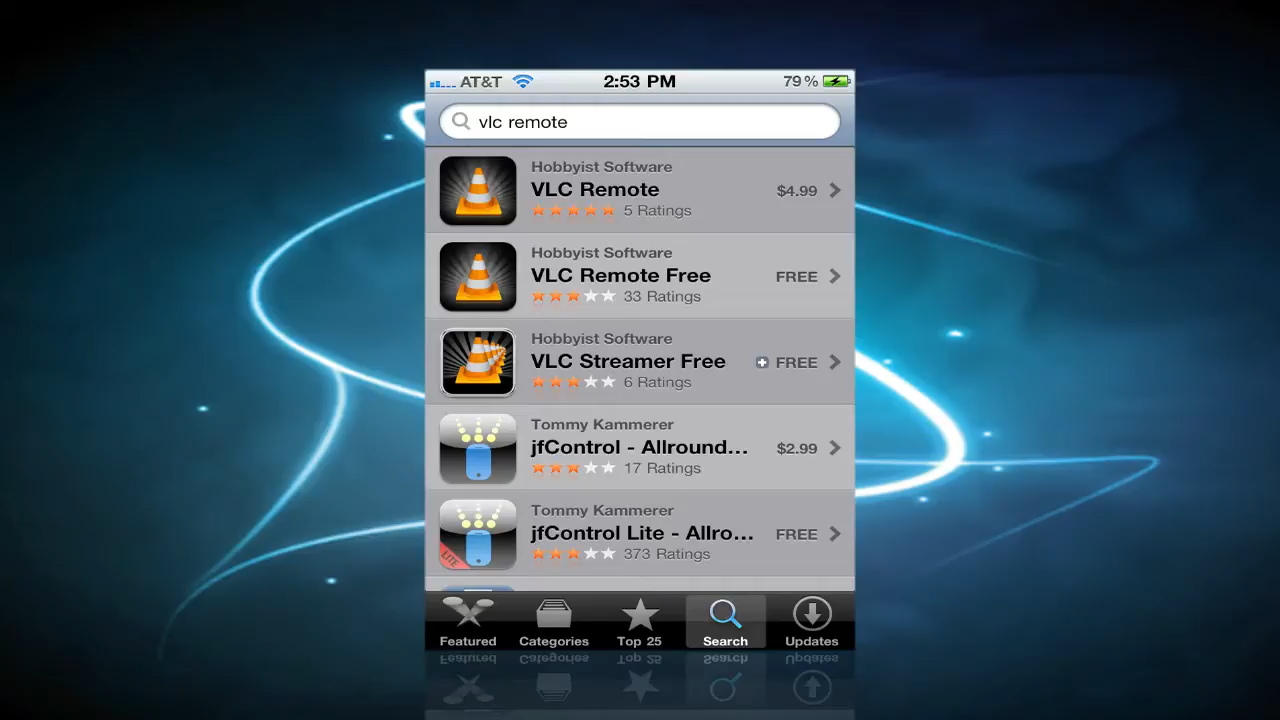 AT&T 2:53 PM 79%
vlc remote
Hobbyist Software
VLC Remote $4.99
5 Ratings
Hobbyist Software
VLC Remote Free FREE
33 Ratings
Hobbyist Software
VLC Streamer Free FREE
6 Ratings
Tommy Kammerer
jfControl - Allround... $2.99
17 Ratings
Tommy Kammerer
jfControl Lite - Allro... FREE
373 Ratings
LITE
Featured Categories Top 25 Search Updates